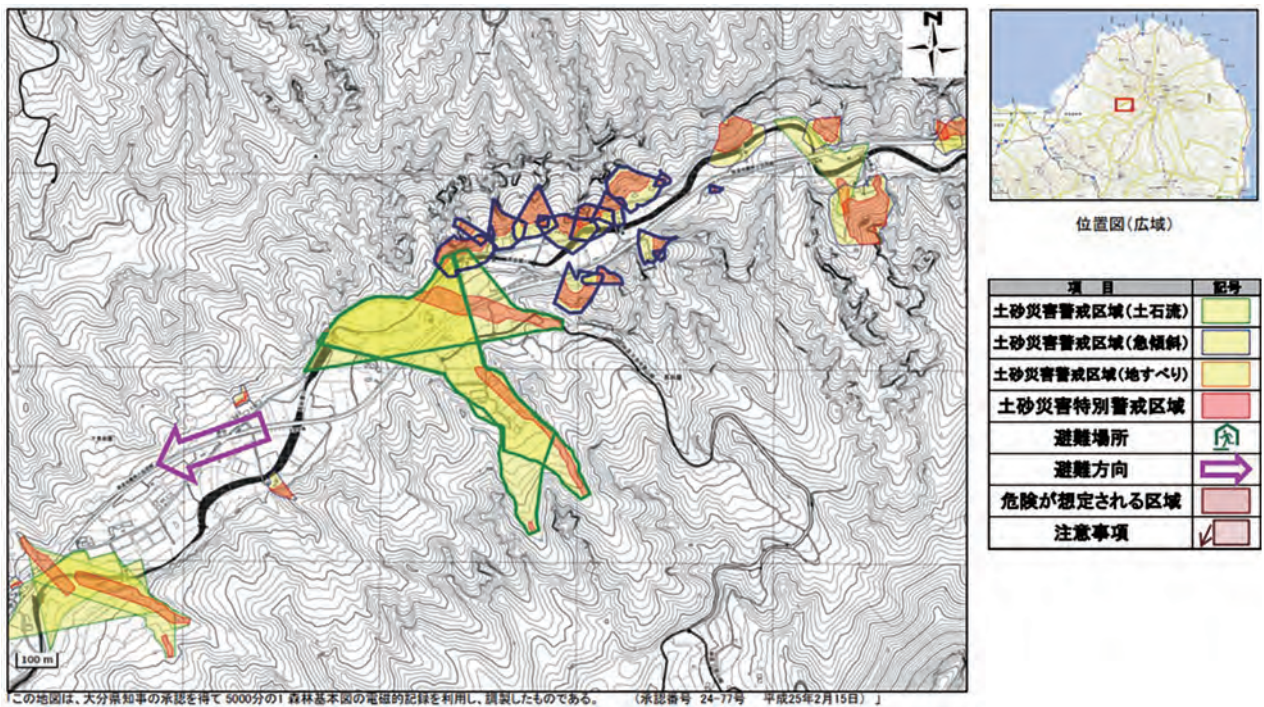 N
位置図(広域)
項 目 記号
土砂災害警戒区域(土石流)
土砂災害警戒区域(急傾斜)
土砂災害警戒区域(地すべり)
土砂災害特別警戒区域
避難場所
避難方向
危険が想定される区域
注意事項
100 m
「この地図は、大分県知事の承認を得て 5000分の1 森林基本図の電磁的記録を利用し、調製したものである。 (承認番号 24-77号 平成25年2月15日) 」